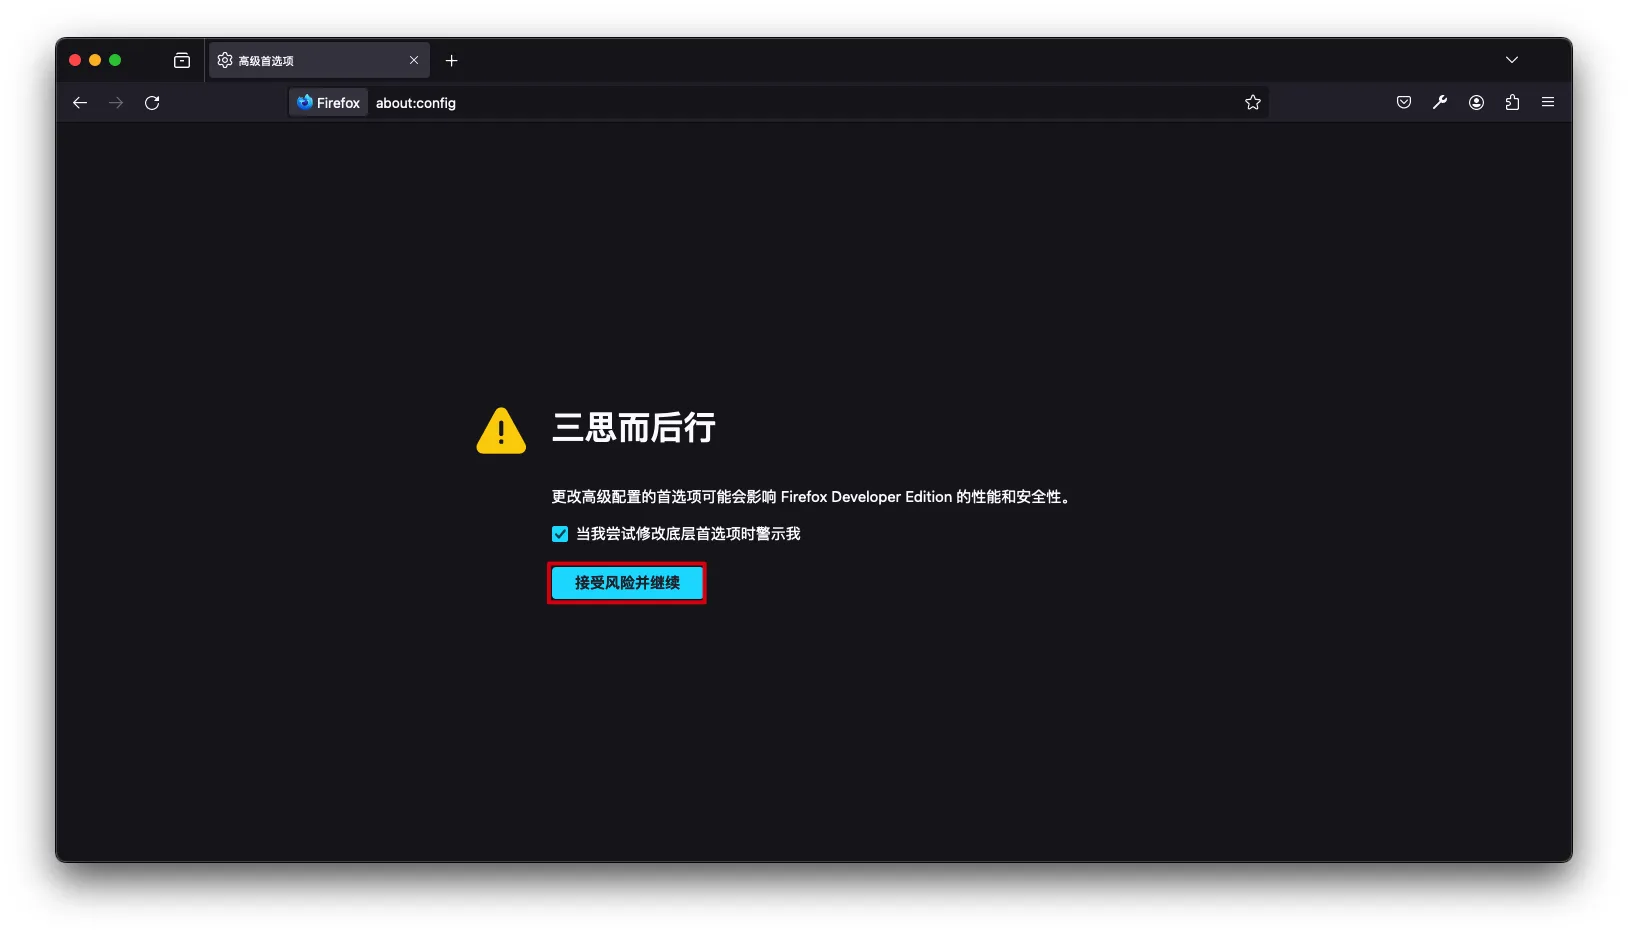 高级首选项
Firefox about:config
三思而后行
更改高级配置的首选项可能会影响 Firefox Developer Edition 的性能和安全性。
当我尝试修改底层首选项时警示我
接受风险并继续